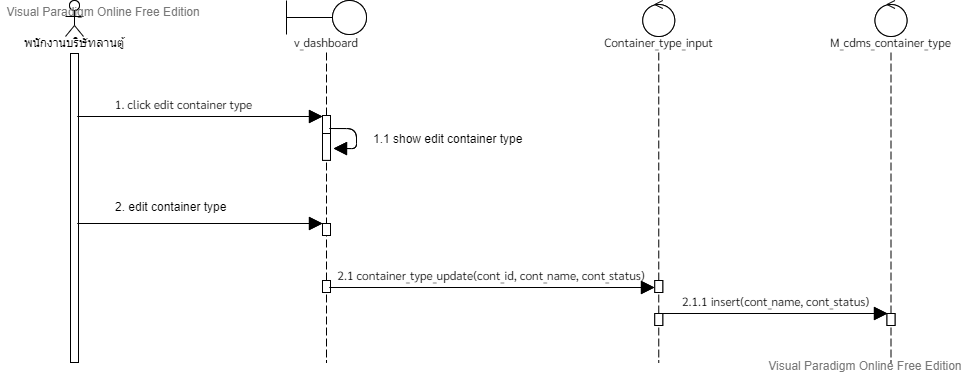 Visual Paradigm Online Free Edition
พนักงานบริษัทลานตู้
v_dashboard
Container_type_input
M_cdms_container_type
1. click edit container type
1.1 show edit container type
2. edit container type
2.1 container_type_update(cont_id, cont_name, cont_status)
2.1.1 insert(cont_name, cont_status)
Visual Paradigm Online Free Edition